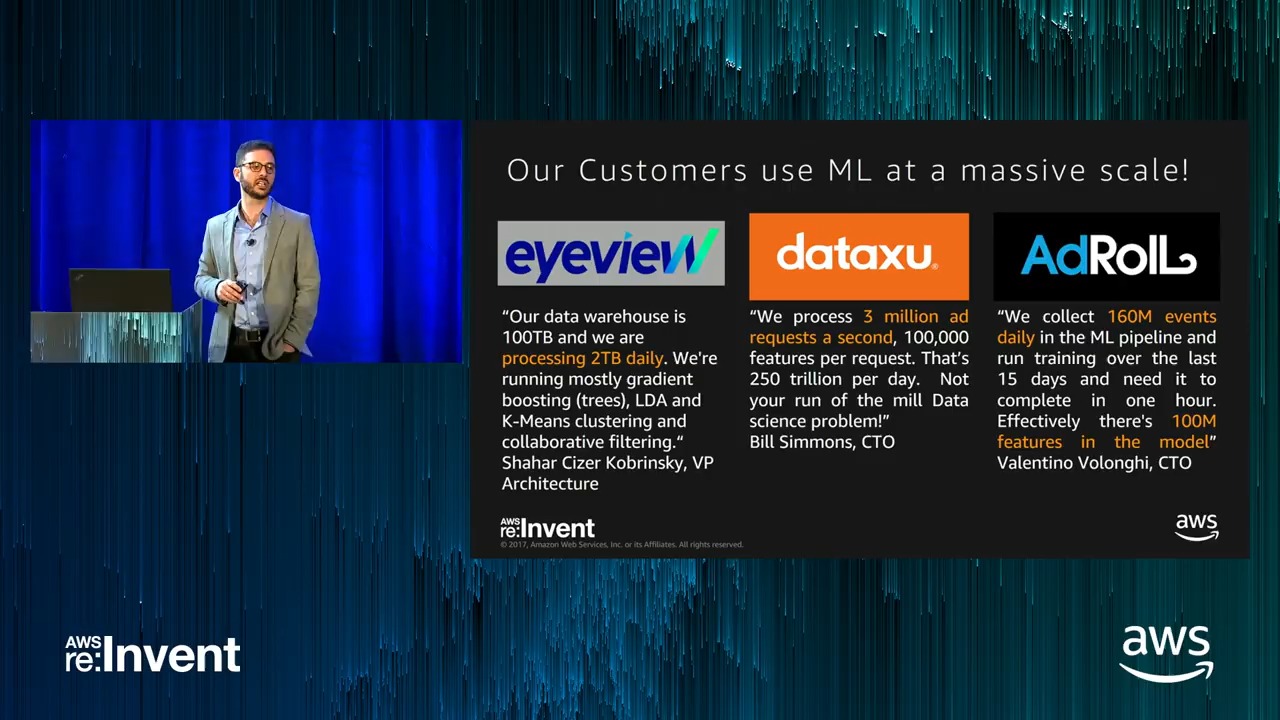 Our Customers use ML at a massive scale!
eyeview
"Our data warehouse is
100TB and we are
processing 2TB daily. We're
running mostly gradient
boosting (trees), LDA and
K-Means clustering and
collaborative filtering."
Shahar Cizer Kobrinsky, VP
Architecture
dataxu®
"We process 3 million ad
requests a second, 100,000
features per request. That's
250 trillion per day. Not
your run of the mill Data
science problem!"
Bill Simmons, CTO
AdRoll
"We collect 160M events
daily in the ML pipeline and
run training over the last
15 days and need it to
complete in one hour.
Effectively there's 100M
features in the model"
Valentino Volonghi, CTO
AWS
re:Invent
© 2017, Amazon Web Services, Inc. or its Affiliates. All rights reserved.
aws
AWS
re:Invent
aws